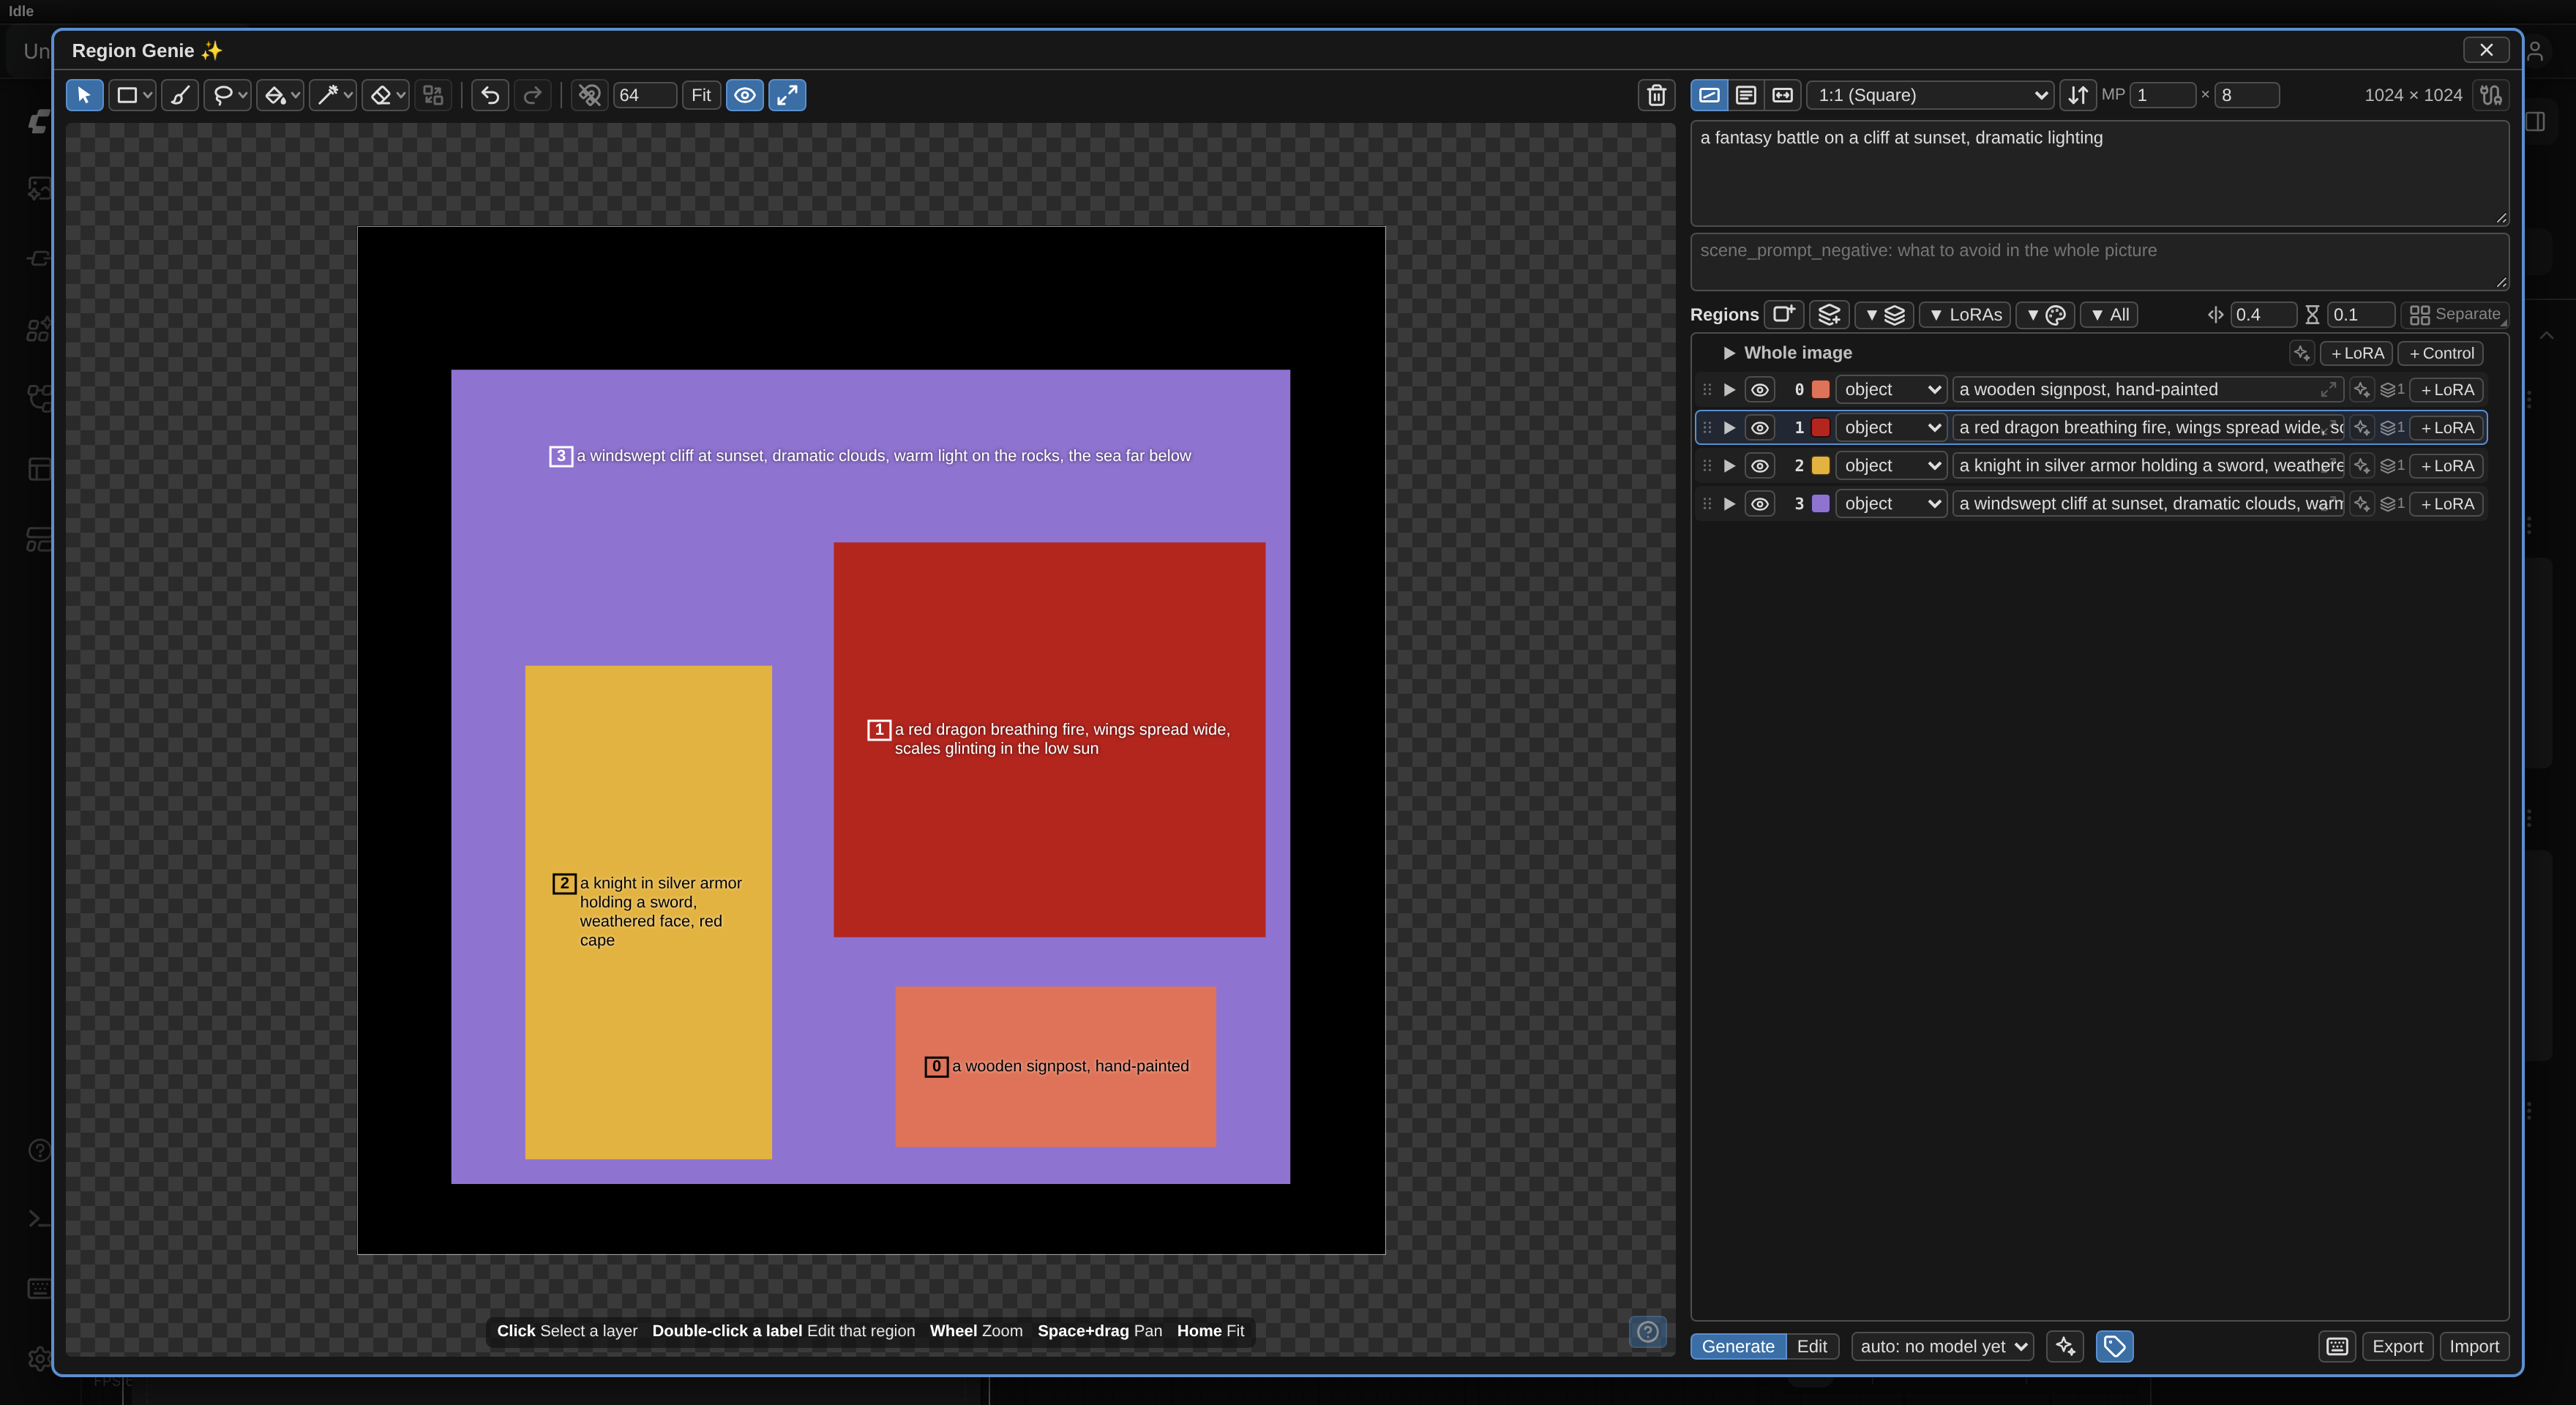 Idle
Un
Region Genie ✨
64
Fit
1:1 (Square)
MP 1 × 8
1024 × 1024
a fantasy battle on a cliff at sunset, dramatic lighting
scene_prompt_negative: what to avoid in the whole picture
Regions
▼ LoRAs
▼ All
0.4
0.1
Separate
Whole image
+ LoRA
+ Control
0 object a wooden signpost, hand-painted 1 + LoRA
1 object a red dragon breathing fire, wings spread wide, sc 1 + LoRA
2 object a knight in silver armor holding a sword, weathere 1 + LoRA
3 object a windswept cliff at sunset, dramatic clouds, warm 1 + LoRA
3 a windswept cliff at sunset, dramatic clouds, warm light on the rocks, the sea far below
1 a red dragon breathing fire, wings spread wide,
scales glinting in the low sun
2 a knight in silver armor
holding a sword,
weathered face, red
cape
0 a wooden signpost, hand-painted
Click Select a layer Double-click a label Edit that region Wheel Zoom Space+drag Pan Home Fit
Generate
Edit
auto: no model yet
Export
Import